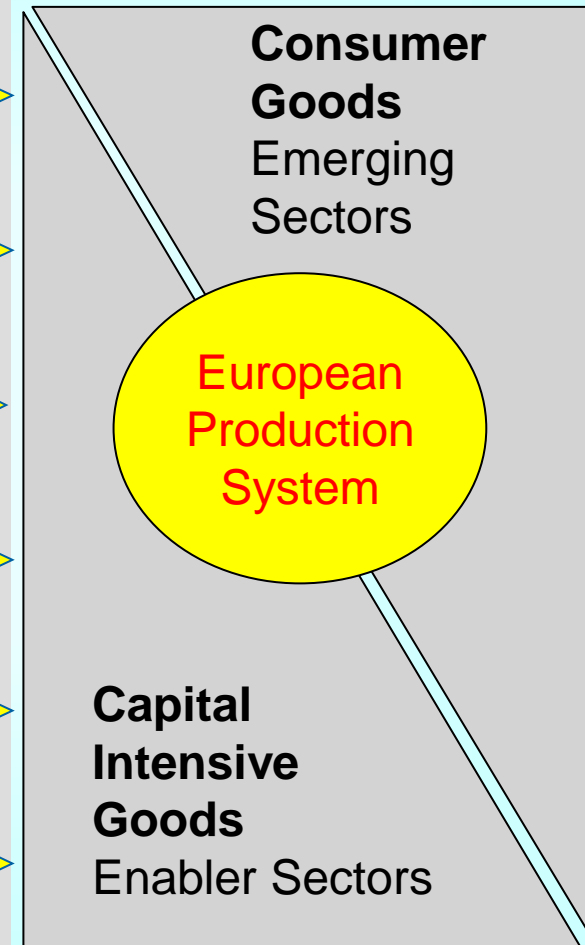 Consumer
Goods
Emerging
Sectors
European
Production
System
Capital
Intensive
Goods
Enabler Sectors